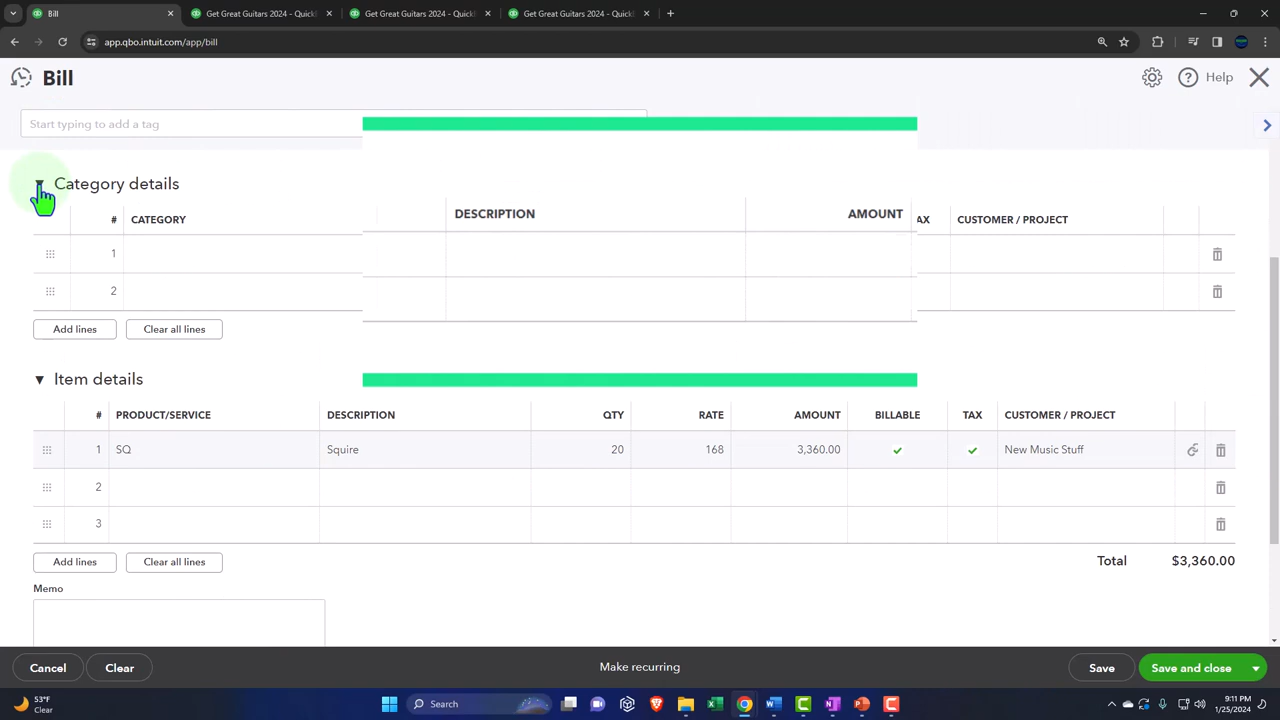 Bill
Get Great Guitars 2024 – Quick
Get Great Guitars 2024 – Quick
Get Great Guitars 2024 – Quick
app.qbo.intuit.com/app/bill
Bill
Help
Start typing to add a tag
Category details
# CATEGORY DESCRIPTION AMOUNT AX CUSTOMER / PROJECT
1
2
Add lines Clear all lines
Item details
# PRODUCT/SERVICE DESCRIPTION QTY RATE AMOUNT BILLABLE TAX CUSTOMER / PROJECT
1 SQ Squire 20 168 3,360.00 New Music Stuff
2
3
Add lines Clear all lines Total $3,360.00
Memo
Cancel Clear Make recurring Save Save and close
53°F
Clear
Search
9:11 PM
1/25/2024